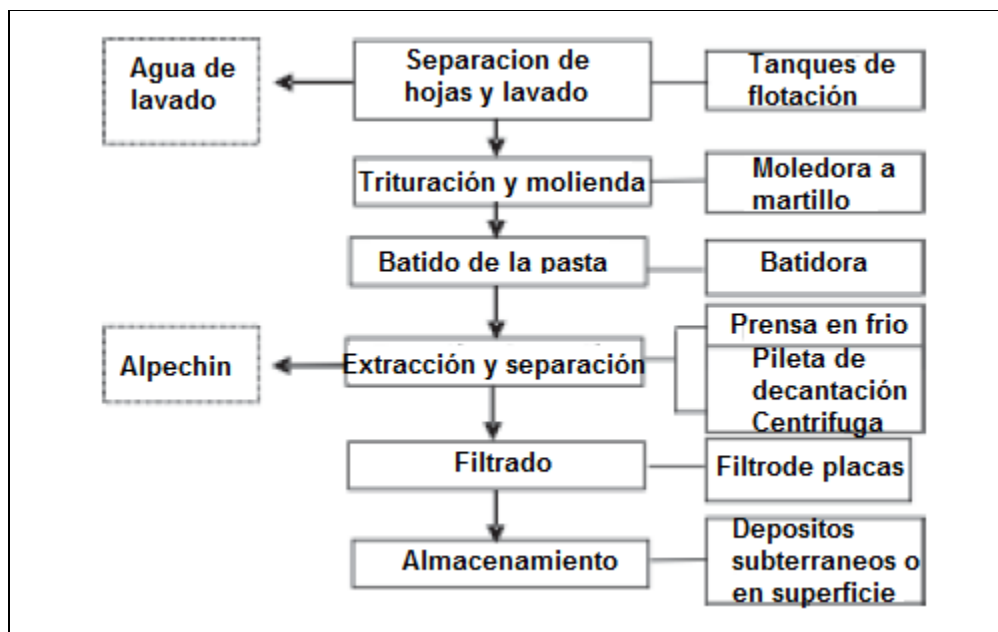 Agua de
lavado
Separacion de
hojas y lavado
Tanques de
flotación
Trituración y molienda
Moledora a
martillo
Batido de la pasta
Batidora
Alpechin
Extracción y separación
Prensa en frio
Pileta de
decantación
Centrifuga
Filtrado
Filtrode placas
Almacenamiento
Depositos
subterraneos o
en superficie